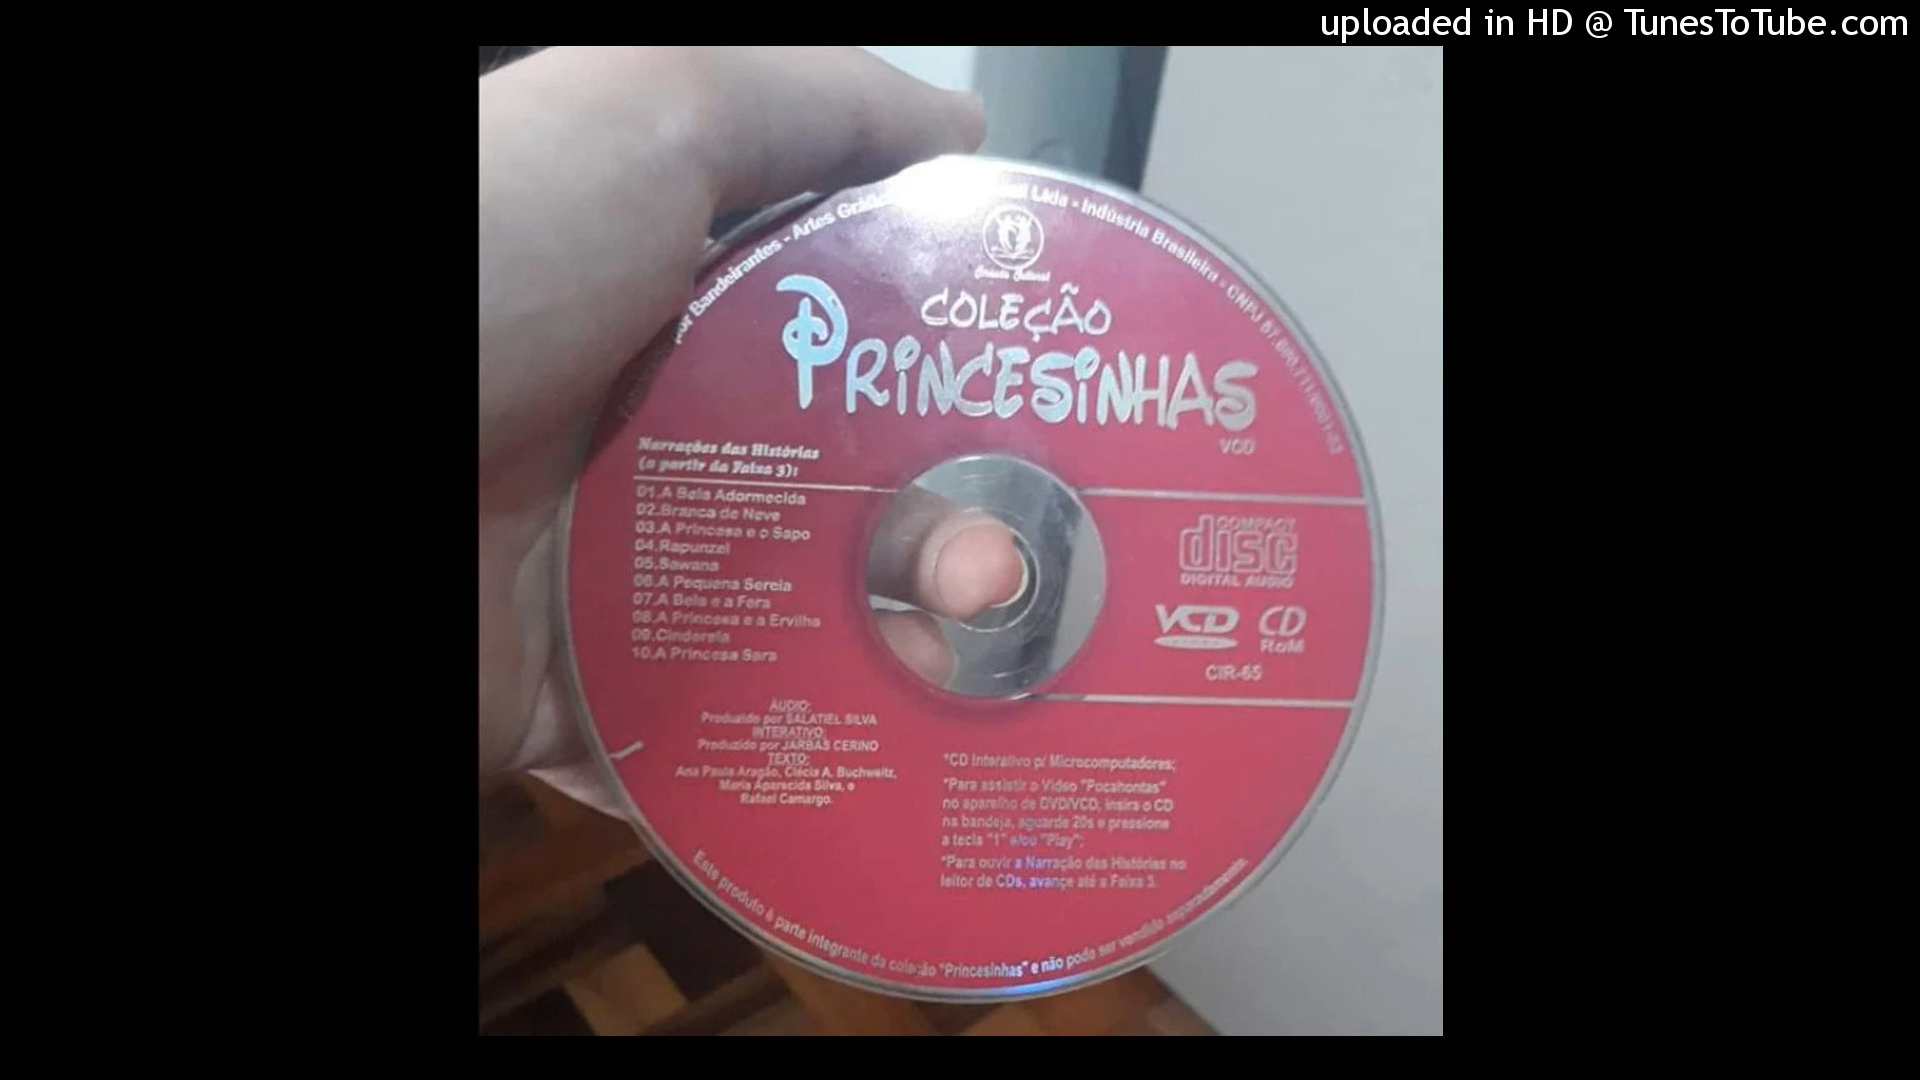 uploaded in HD @ TunesToTube.com
por Bandeirantes - Artes Ltda - Indústria Brasileira - CNPJ
Círculo Cultural
COLEÇÃO
PRINCESINHAS
VCD
Narrações das Histórias
(a partir da Faixa 3):
01.A Bela Adormecida
02.Branca de Neve
03.A Princesa e o Sapo
04.Rapunzel
05.Sawana
06.A Pequena Sereia
07.A Bela e a Fera
08.A Princesa e a Ervilha
09.Cinderela
10.A Princesa Sara
COMPACT
disc
DIGITAL AUDIO
VCD
CD
RoM
CIR-65
ÁUDIO:
Produzido por SALATIEL SILVA
INTERATIVO:
Produzido por JARBAS CERINO
TEXTO:
Ana Paula Aragão, Clécia A. Buchweitz,
Maria Aparecida Silva, e
Rafael Camargo.
*CD Interativo p/ Microcomputadores;
*Para assistir o Vídeo "Pocahontas"
no aparelho de DVD/VCD, insira o CD
na bandeja, aguarde 20s e pressione
a tecla "1" e/ou "Play";
*Para ouvir a Narração das Histórias no
leitor de CDs, avance até a Faixa 3.
Este produto é parte integrante da coleção "Princesinhas" e não pode ser vendido separadamente.